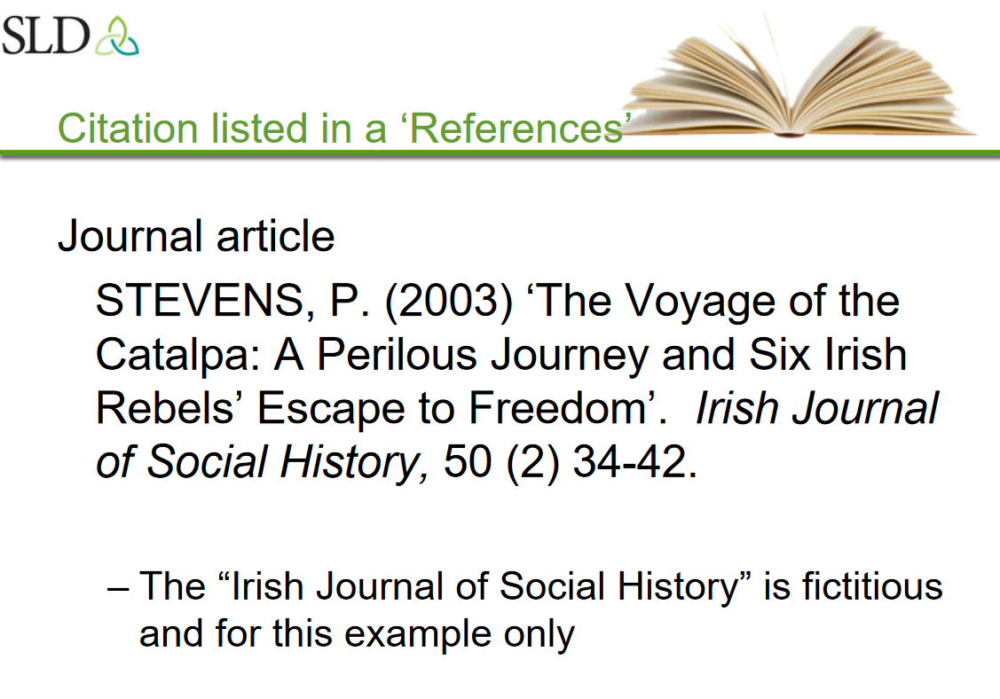 SLD
Citation listed in a ‘References’
Journal article
STEVENS, P. (2003) ‘The Voyage of the
Catalpa: A Perilous Journey and Six Irish
Rebels’ Escape to Freedom’.  Irish Journal
of Social History, 50 (2) 34-42.
– The “Irish Journal of Social History” is fictitious
and for this example only